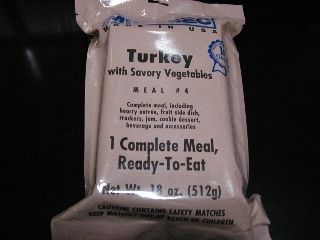 MADE IN USA
Turkey
with Savory Vegetables
MEAL #4
Complete meal, including
hearty entrée, fruit side dish,
crackers, jam, cookie dessert,
beverage and accessories
1 Complete Meal,
Ready-To-Eat
Net Wt. 18 oz. (512g)
CAUTION! CONTAINS SAFETY MATCHES
KEEP MATCHES OUT OF REACH OF CHILDREN